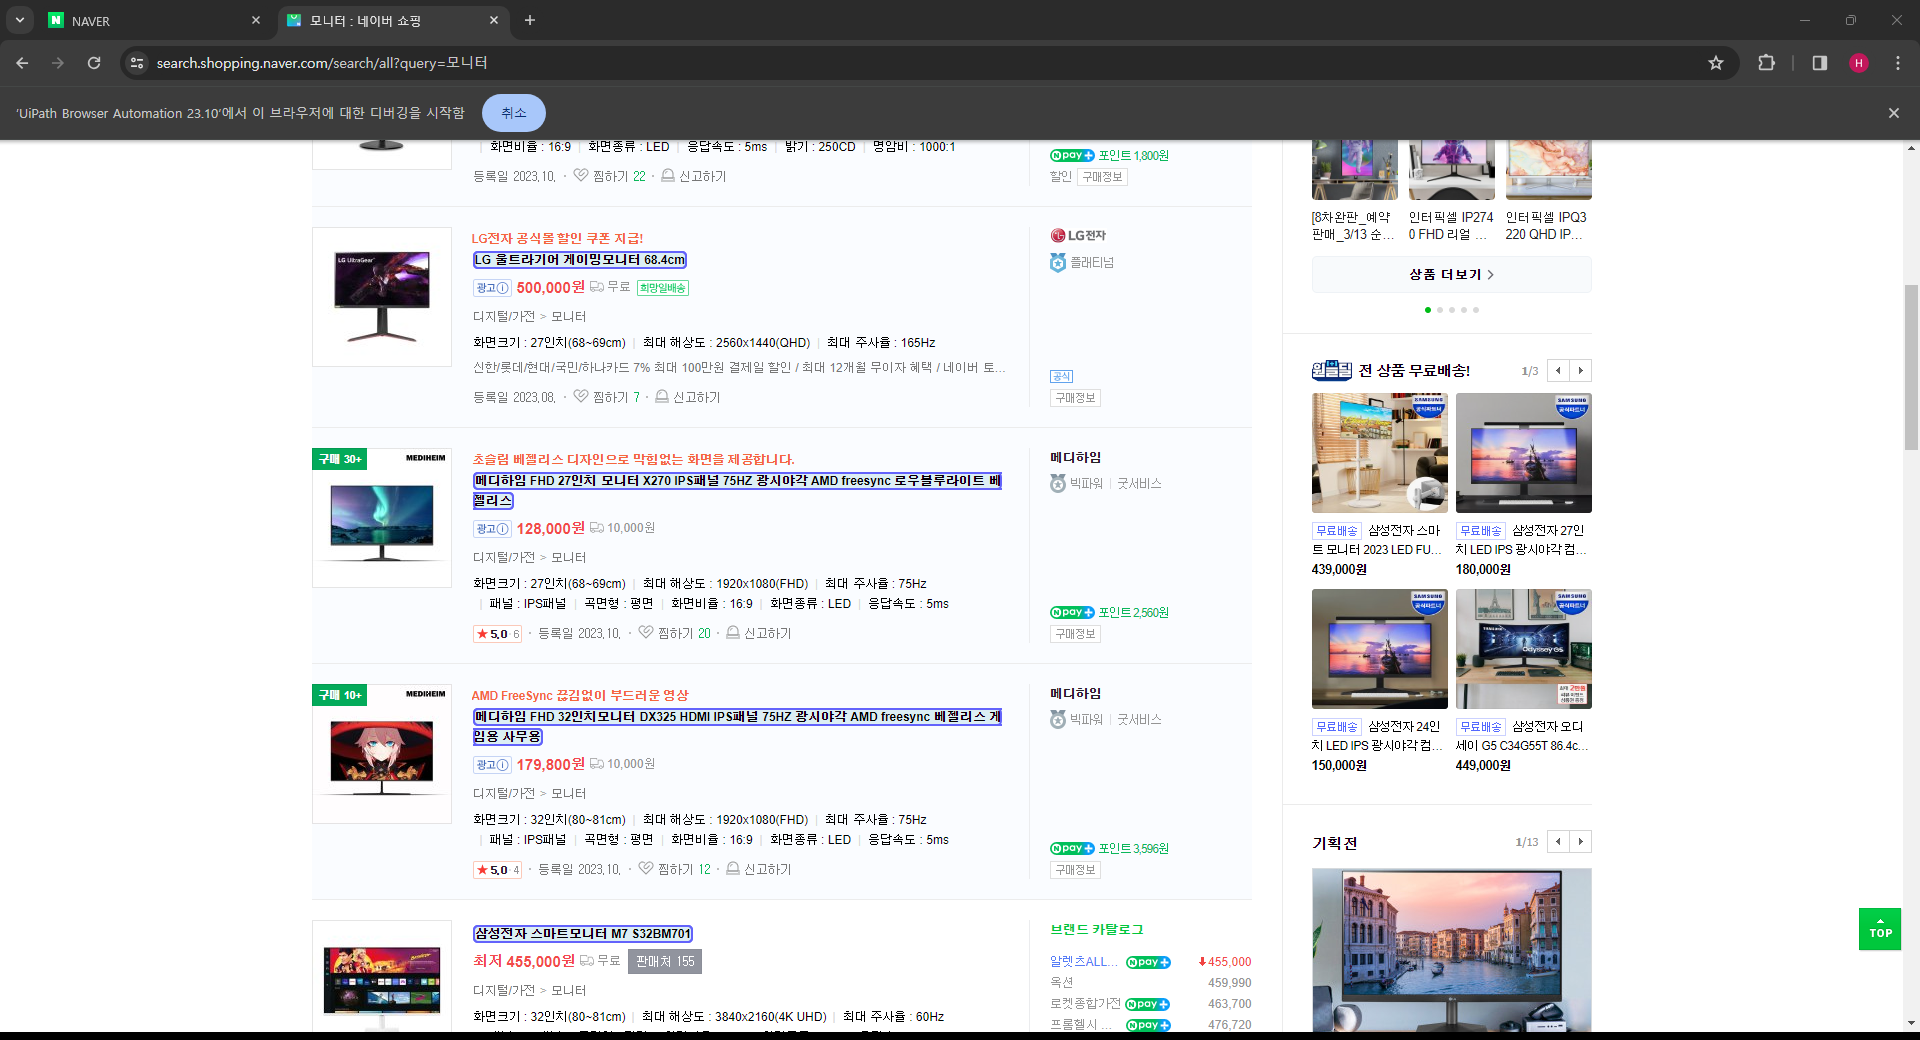 NAVER
모니터 : 네이버 쇼핑
search.shopping.naver.com/search/all?query=모니터
H
'UiPath Browser Automation 23.10'에서 이 브라우저에 대한 디버깅을 시작함
취소
화면비율 : 16:9 | 화면종류 : LED | 응답속도 : 5ms | 밝기 : 250CD | 명암비 : 1000:1
등록일 2023.10. · 찜하기 22 · 신고하기
pay+ 포인트 1,800원
할인 구매정보
LG전자 공식몰 할인 쿠폰 지급!
LG 울트라기어 게이밍모니터 68.4cm
광고 500,000원 무료 희망일배송
디지털/가전 > 모니터
화면크기 : 27인치(68~69cm) | 최대 해상도 : 2560x1440(QHD) | 최대 주사율 : 165Hz
신한/롯데/현대/국민/하나카드 7% 최대 100만원 결제일 할인 / 최대 12개월 무이자 혜택 / 네이버 토...
등록일 2023.08. · 찜하기 7 · 신고하기
LG UltraGear
LG전자
플래티넘
공식
구매정보
구매 30+
MEDIHEIM
초슬림 베젤리스 디자인으로 막힘없는 화면을 제공합니다.
메디하임 FHD 27인치 모니터 X270 IPS패널 75HZ 광시야각 AMD freesync 로우블루라이트 베
젤리스
광고 128,000원 10,000원
디지털/가전 > 모니터
화면크기 : 27인치(68~69cm) | 최대 해상도 : 1920x1080(FHD) | 최대 주사율 : 75Hz
| 패널 : IPS패널 | 곡면형 : 평면 | 화면비율 : 16:9 | 화면종류 : LED | 응답속도 : 5ms
★ 5.0 · 6 · 등록일 2023.10. · 찜하기 20 · 신고하기
메디하임
빅파워 | 굿서비스
pay+ 포인트 2,560원
구매정보
구매 10+
MEDIHEIM
AMD FreeSync 끊김없이 부드러운 영상
메디하임 FHD 32인치모니터 DX325 HDMI IPS패널 75HZ 광시야각 AMD freesync 베젤리스 게
임용 사무용
광고 179,800원 10,000원
디지털/가전 > 모니터
화면크기 : 32인치(80~81cm) | 최대 해상도 : 1920x1080(FHD) | 최대 주사율 : 75Hz
| 패널 : IPS패널 | 곡면형 : 평면 | 화면비율 : 16:9 | 화면종류 : LED | 응답속도 : 5ms
★ 5.0 · 4 · 등록일 2023.10. · 찜하기 12 · 신고하기
메디하임
빅파워 | 굿서비스
pay+ 포인트 3,596원
구매정보
삼성전자 스마트모니터 M7 S32BM701
최저 455,000원 무료 판매처 155
디지털/가전 > 모니터
화면크기 : 32인치(80~81cm) | 최대 해상도 : 3840x2160(4K UHD) | 최대 주사율 : 60Hz
브랜드 카탈로그
알렛츠ALL... pay+ 455,000
옥션 459,990
로켓종합가전 pay+ 463,700
프롬헬시 ... pay+ 476,720
[8차완판_예약
판매_3/13 순...
인터픽셀 IP274
0 FHD 리얼 ...
인터픽셀 IPQ3
220 QHD IP...
상품 더보기 >
전 상품 무료배송!
1/3
SAMSUNG
공식파트너
SAMSUNG
공식파트너
무료배송 삼성전자 스마
트 모니터 2023 LED FU...
439,000원
무료배송 삼성전자 27인
치 LED IPS 광시야각 컴...
180,000원
SAMSUNG
공식파트너
SAMSUNG
공식파트너
SAMSUNG
Odyssey G5
무료배송 삼성전자 24인
치 LED IPS 광시야각 컴...
150,000원
무료배송 삼성전자 오디
세이 G5 C34G55T 86.4c...
449,000원
기획전
1/13
TOP